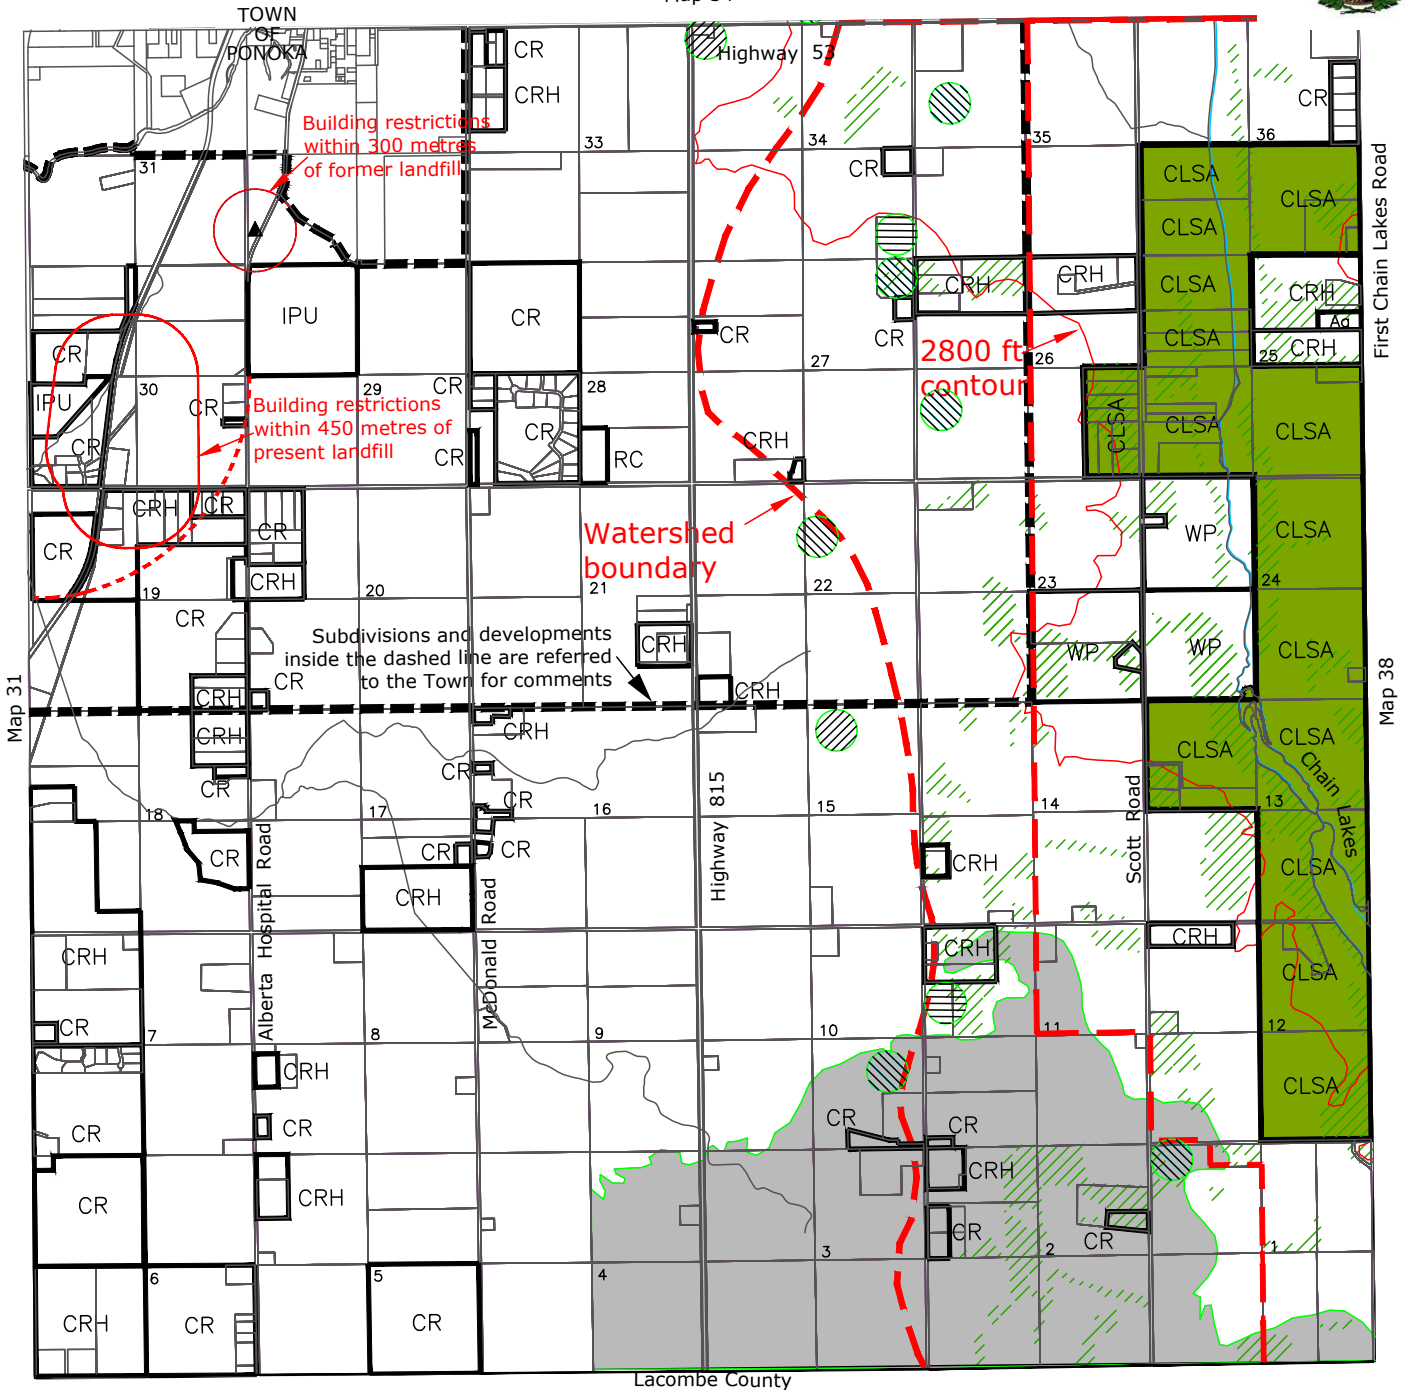 TOWN
OF
PONOKA
Highway 53
CR
CRH
CR
Building restrictions
within 300 metres
of former landfill
31
33
34
35
36
CR
CLSA
CLSA
CLSA
First Chain Lakes Road
IPU
CR
CR
CR
CRH
CRH
CLSA
CRH
Ag
CR
CR
30
29
28
27
2800 ft
contour
26
CLSA
25
CRH
IPU
CR
CR
CR
CR
CR
RC
Building restrictions
within 450 metres of
present landfill
CRH
CLSA
CLSA
CLSA
CRH
CR
CR
CR
CRH
Watershed
boundary
WP
CLSA
19
20
21
22
23
24
CR
Subdivisions and developments
inside the dashed line are referred
to the Town for comments
CRH
WP
WP
CLSA
CRH
CR
CRH
Map 31
Map 38
CRH
CRH
CLSA
CLSA
CR
CR
CR
Chain Lakes
18
17
16
15
14
13
CR
CR
CR
CRH
CRH
CLSA
Alberta Hospital Road
McDonald Road
Highway 815
Scott Road
CRH
CRH
CRH
CLSA
CR
7
8
9
10
11
12
CRH
CLSA
CR
CR
CR
CR
CR
CRH
CRH
CR
CR
6
5
4
3
2
1
CRH
CR
CR
Lacombe County